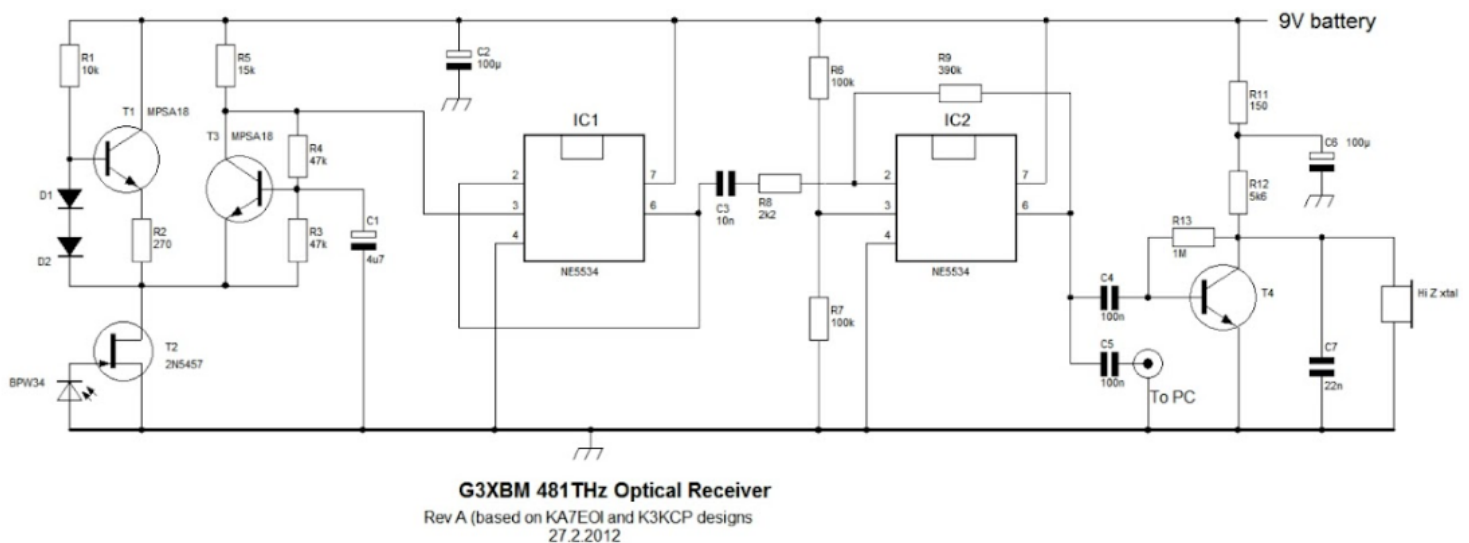 9V battery
R1
10k
R5
15k
C2
100µ
R6
100k
R9
390k
R11
150
T1
MPSA18
T3
MPSA18
IC1
IC2
R4
47k
C6 100µ
2
3
4
7
6
2
3
4
7
6
D1
D2
R2
270
R3
47k
C1
4u7
C3
10n
R8
2k2
R12
5k6
R13
1M
NE5534
NE5534
C4
100n
T4
Hi Z xtal
R7
100k
T2
2N5457
BPW34
C5
100n
To PC
C7
22n
G3XBM 481THz Optical Receiver
Rev A (based on KA7EOI and K3KCP designs
27.2.2012